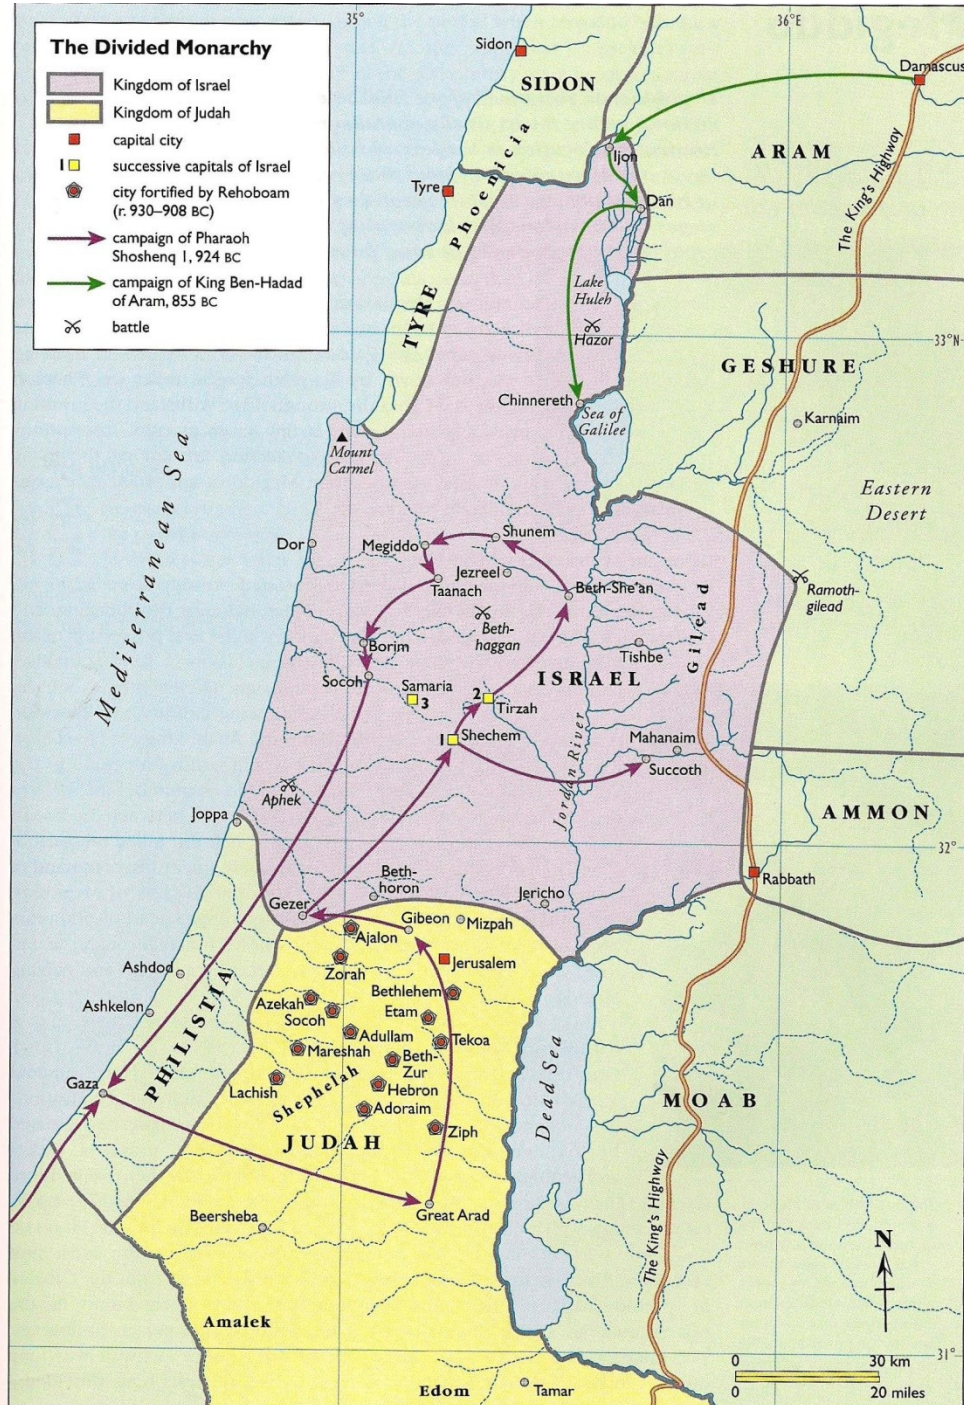 The Divided Monarchy
Kingdom of Israel
Kingdom of Judah
capital city
1 successive capitals of Israel
city fortified by Rehoboam
(r. 930–908 BC)
campaign of Pharaoh
Shoshenq 1, 924 BC
campaign of King Ben-Hadad
of Aram, 855 BC
battle
35°
36°E
Sidon
SIDON
Damascus
ARAM
Ijon
The King's Highway
Tyre
Phoenicia
Dan
TYRE
Lake
Huleh
Hazor
33°N
GESHURE
Chinnereth
Sea of
Galilee
Karnaim
Mount
Carmel
Mediterranean Sea
Eastern
Desert
Dor
Megiddo
Shunem
Jezreel
Taanach
Beth-She'an
Ramoth-
gilead
Beth-
haggan
Gilead
Borim
Tishbe
Socoh
ISRAEL
Samaria
3
2
Tirzah
1
Shechem
Mahanaim
Succoth
Jordan River
Aphek
Joppa
AMMON
32°
Rabbath
Beth-
horon
Jericho
Gezer
Gibeon
Mizpah
Ajalon
Jerusalem
Zorah
Ashdod
Bethlehem
Azekah
Socoh
Etam
Ashkelon
PHILISTIA
Adullam
Tekoa
Mareshah
Beth-
Zur
Dead Sea
Gaza
Lachish
Shephelah
Hebron
Adoraim
MOAB
Ziph
JUDAH
Great Arad
Beersheba
The King's Highway
N
Amalek
0 30 km
31°
0 20 miles
Edom
Tamar